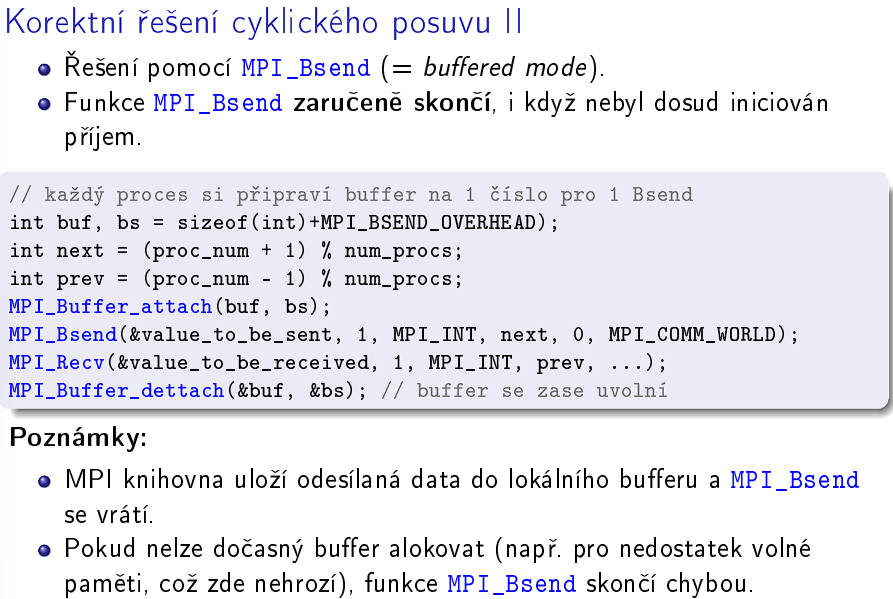 Korektní řešení cyklického posuvu II
Řešení pomocí MPI_Bsend (= buffered mode).
Funkce MPI_Bsend zaručeně skončí, i když nebyl dosud iniciován
příjem.
// každý proces si připraví buffer na 1 číslo pro 1 Bsend
int buf, bs = sizeof(int)+MPI_BSEND_OVERHEAD);
int next = (proc_num + 1) % num_procs;
int prev = (proc_num - 1) % num_procs;
MPI_Buffer_attach(buf, bs);
MPI_Bsend(&value_to_be_sent, 1, MPI_INT, next, 0, MPI_COMM_WORLD);
MPI_Recv(&value_to_be_received, 1, MPI_INT, prev, ...);
MPI_Buffer_dettach(&buf, &bs); // buffer se zase uvolní
Poznámky:
MPI knihovna uloží odesílaná data do lokálního bufferu a MPI_Bsend
se vrátí.
Pokud nelze dočasný buffer alokovat (např. pro nedostatek volné
paměti, což zde nehrozí), funkce MPI_Bsend skončí chybou.